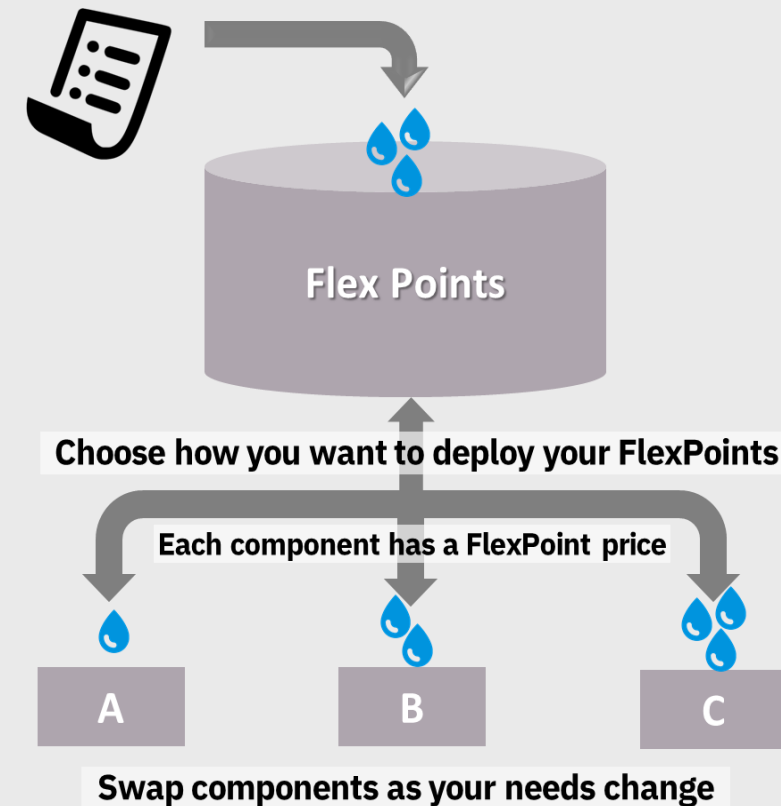 Flex Points
Choose how you want to deploy your FlexPoints
Each component has a FlexPoint price
A
B
C
Swap components as your needs change